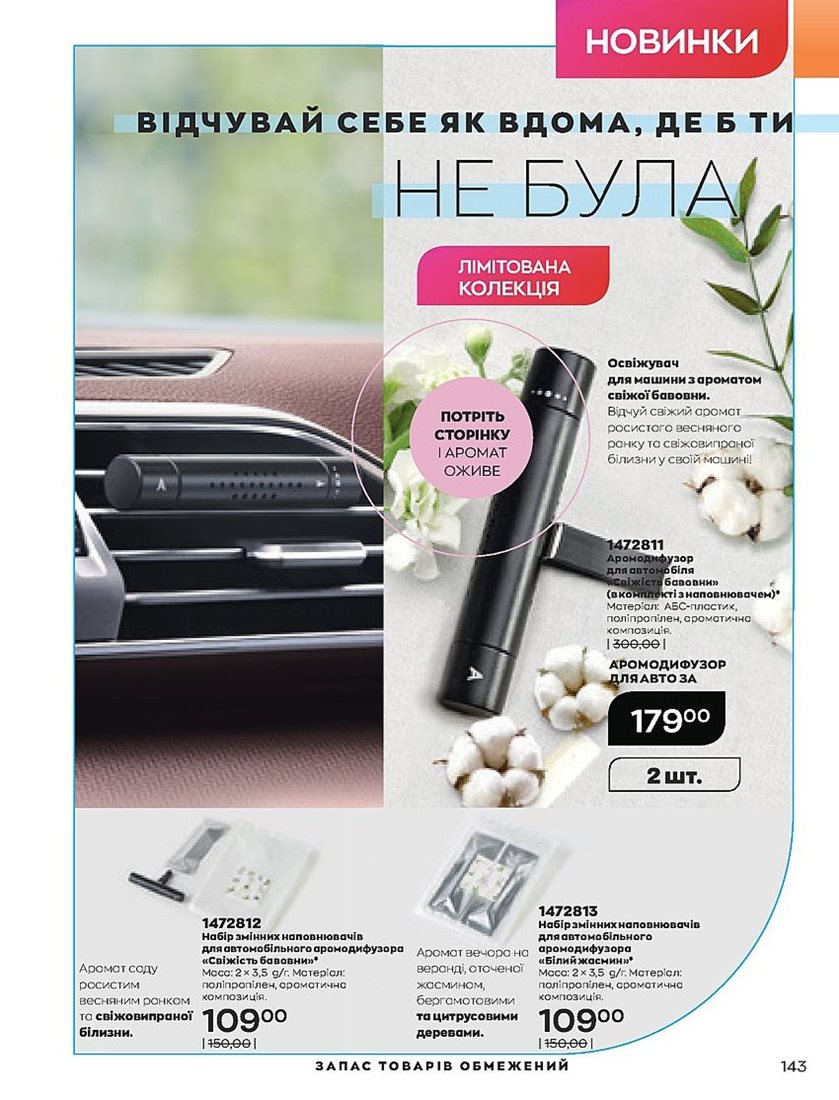 НОВИНКИ
ВІДЧУВАЙ СЕБЕ ЯК ВДОМА, ДЕ Б ТИ
НЕ БУЛА
ЛІМІТОВАНА
КОЛЕКЦІЯ
ПОТРІТЬ
СТОРІНКУ
І АРОМАТ
ОЖИВЕ
Освіжувач
для машини з ароматом
свіжої бавовни.
Відчуй свіжий аромат
росистого весняного
ранку та свіжовипраної
білизни у своїй машині!
1472811
Аромодифузор
для автомобіля
«Свіжість бавовни»
(в комплекті з наповнювачем)*
Матеріал: АБС-пластик,
поліпропілен, ароматична
композиція.
| 300,00 |
АРОМОДИФУЗОР
ДЛЯ АВТО ЗА
179⁰⁰
2 шт.
1472812
Набір змінних наповнювачів
для автомобільного аромодифузора
«Свіжість бавовни»*
Маса: 2 × 3,5 g/г. Матеріал:
поліпропілен, ароматична
композиція.
109⁰⁰
| 150,00 |
Аромат саду
росистим
весняним ранком
та свіжовипраної
білизни.
1472813
Набір змінних наповнювачів
для автомобільного
аромодифузора
«Білий жасмин»*
Маса: 2 × 3,5 g/г. Матеріал:
поліпропілен, ароматична
композиція.
109⁰⁰
| 150,00 |
Аромат вечора на
веранді, оточеної
жасмином,
бергамотовими
та цитрусовими
деревами.
ЗАПАС ТОВАРІВ ОБМЕЖЕНИЙ
143